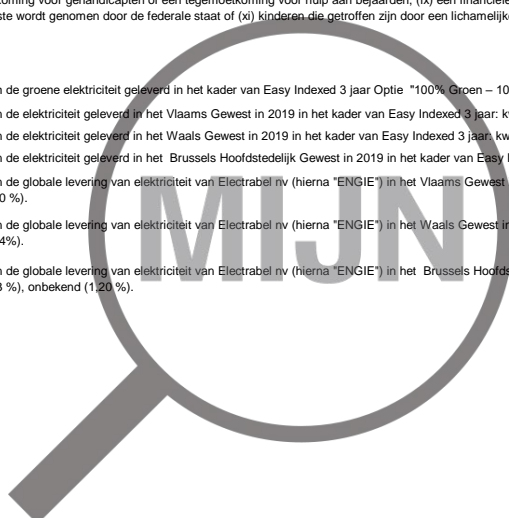 koming voor gehandicapten of een tegemoetkoming voor hulp aan bejaarden; (ix) een financiële
ste wordt genomen door de federale staat of (xi) kinderen die getroffen zijn door een lichamelijke
n de groene elektriciteit geleverd in het kader van Easy Indexed 3 jaar Optie "100% Groen – 10
n de elektriciteit geleverd in het Vlaams Gewest in 2019 in het kader van Easy Indexed 3 jaar: k
n de elektriciteit geleverd in het Waals Gewest in 2019 in het kader van Easy Indexed 3 jaar: kw
n de elektriciteit geleverd in het Brussels Hoofdstedelijk Gewest in 2019 in het kader van Easy
n de globale levering van elektriciteit van Electrabel nv (hierna "ENGIE") in het Vlaams Gewest
0 %).
n de globale levering van elektriciteit van Electrabel nv (hierna "ENGIE") in het Waals Gewest in
4%).
n de globale levering van elektriciteit van Electrabel nv (hierna "ENGIE") in het Brussels Hoofds
3 %), onbekend (1,20 %).
MIJN